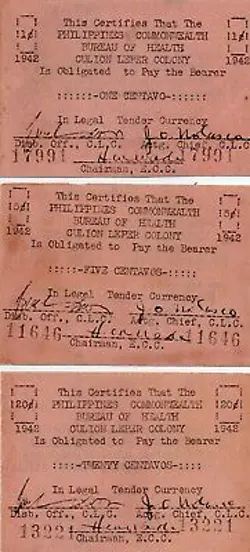 This Certifies That The
1¢ PHILIPPINES COMMONWEALTH 1¢
BUREAU OF HEALTH
1942 CULION LEPER COLONY 1942
Is Obligated to Pay the Bearer
::::::-ONE CENTAVO-::::::
In Legal Tender Currency
J. O. Nolasco
Disb. Off., C.L.C. Actg. Chief, C.L.C.
17991 17991
Chairman, E.C.C.
This Certifies That The
5¢ PHILIPPINES COMMONWEALTH 5¢
BUREAU OF HEALTH
1942 CULION LEPER COLONY 1942
Is Obligated to Pay the Bearer
:::::-FIVE CENTAVOS-:::::
In Legal Tender Currency
J. O. Nolasco
Disb. Off., C.L.C. Actg. Chief, C.L.C.
11646 11646
Chairman, E.C.C.
This Certifies That The
20¢ PHILIPPINES COMMONWEALTH 20¢
BUREAU OF HEALTH
1942 CULION LEPER COLONY 1942
Is Obligated to Pay the Bearer
::::-TWENTY CENTAVOS-::::
In Legal Tender Currency
J. O. Nolasco
Disb. Off., C.L.C. Actg. Chief, C.L.C.
13221 13221
Chairman, E.C.C.